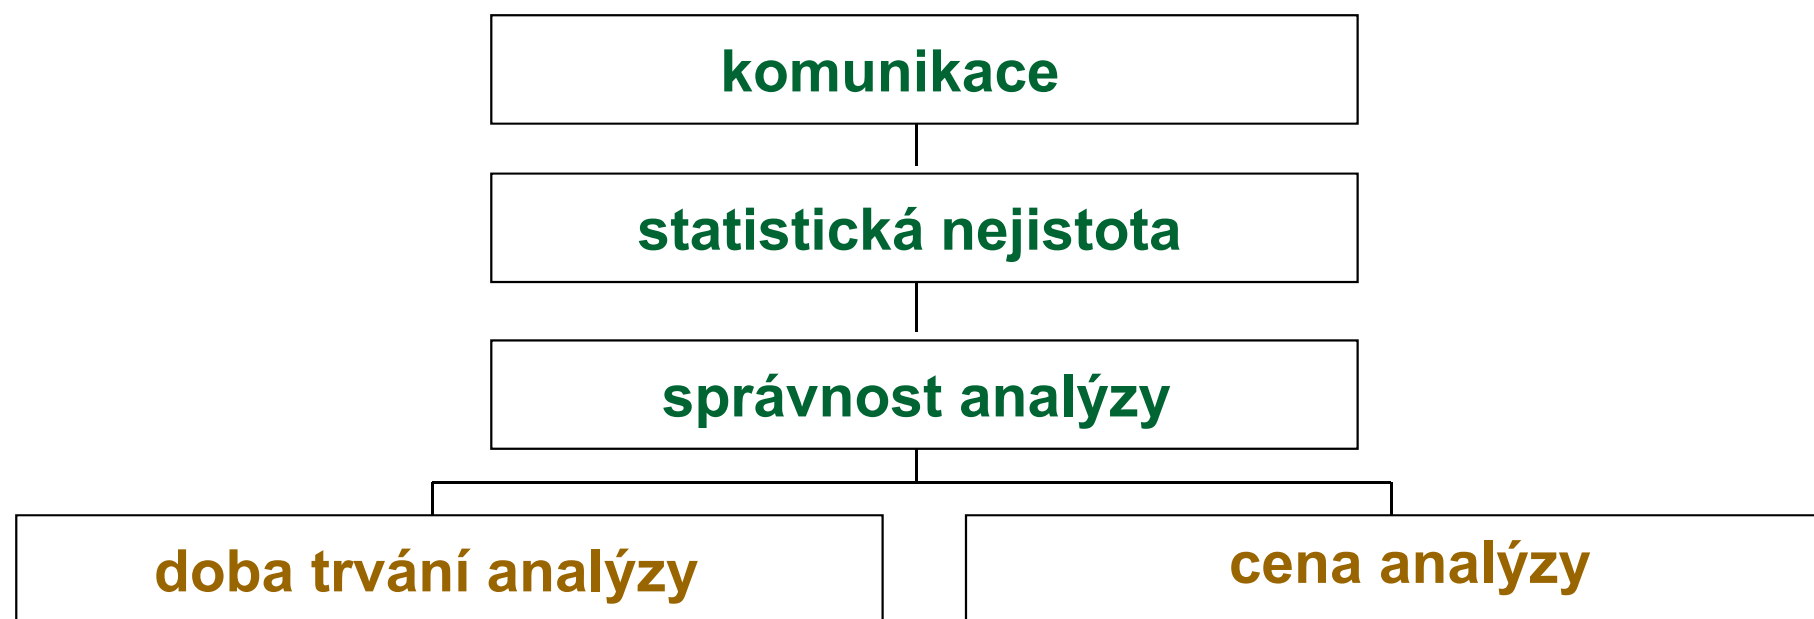 komunikace
statistická nejistota
správnost analýzy
doba trvání analýzy
cena analýzy